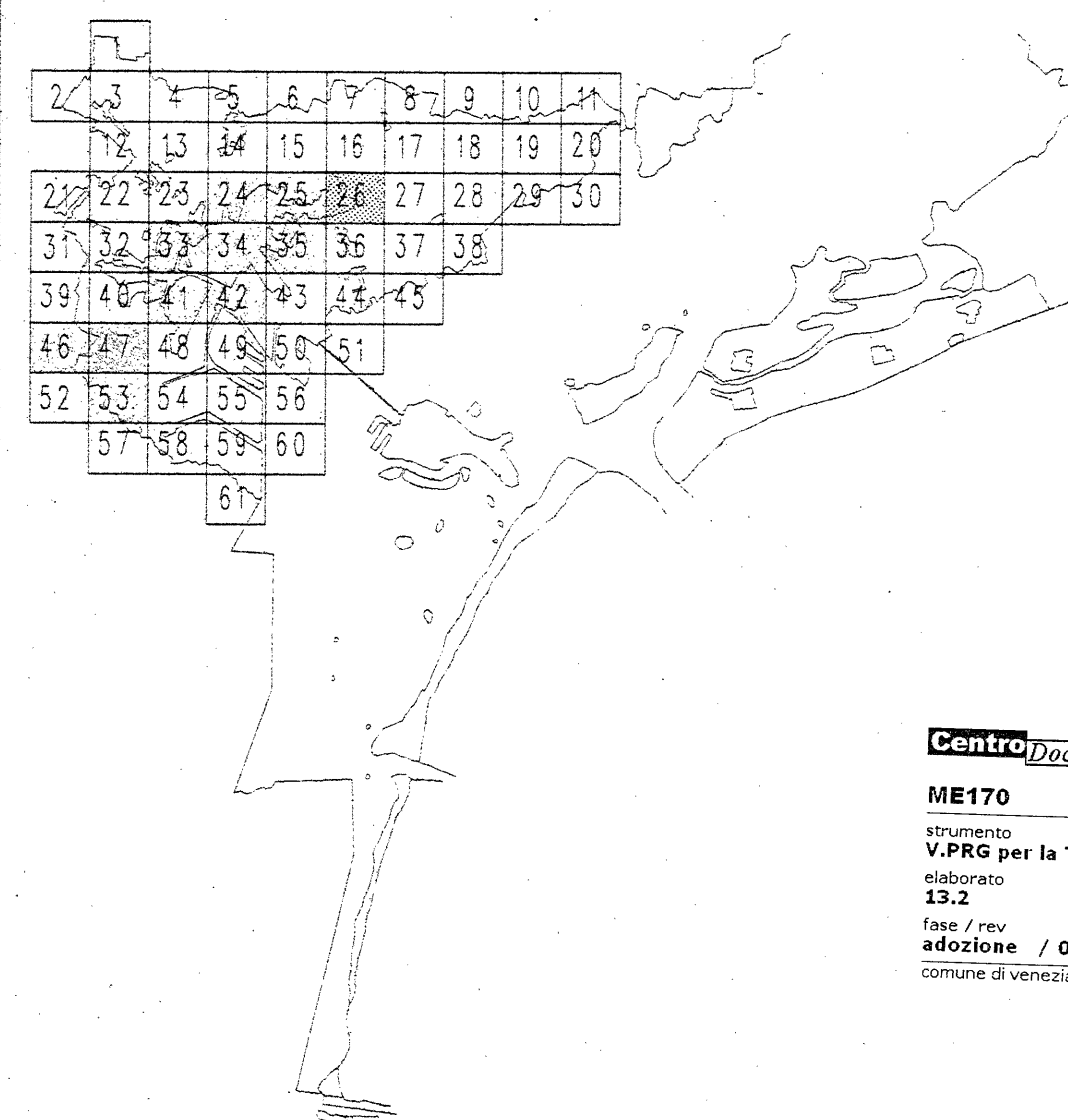 2 3 4 5 6 7 8 9 10 11
12 13 14 15 16 17 18 19 20
21 22 23 24 25 26 27 28 29 30
31 32 33 34 35 36 37 38
39 40 41 42 43 44 45
46 47 48 49 50 51
52 53 54 55 56
57 58 59 60
61
Centro Doc
ME170
strumento
V.PRG per la T
elaborato
13.2
fase / rev
adozione / 0
comune di venezia